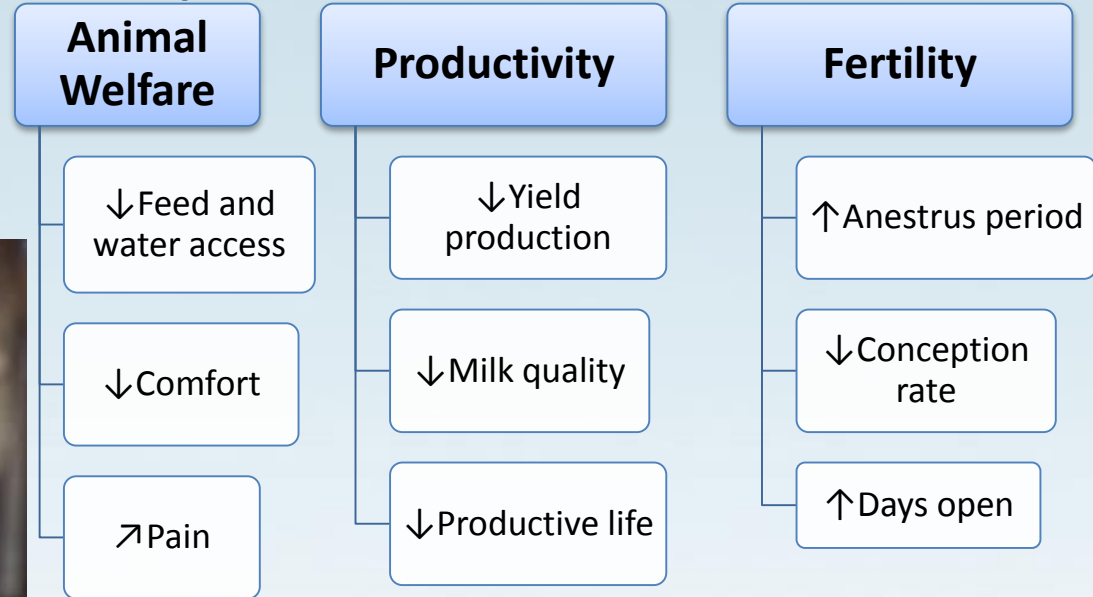 Animal
Welfare
↓Feed and
water access
↓Comfort
↗Pain
Productivity
↓Yield
production
↓Milk quality
↓Productive life
Fertility
↑Anestrus period
↓Conception
rate
↑Days open